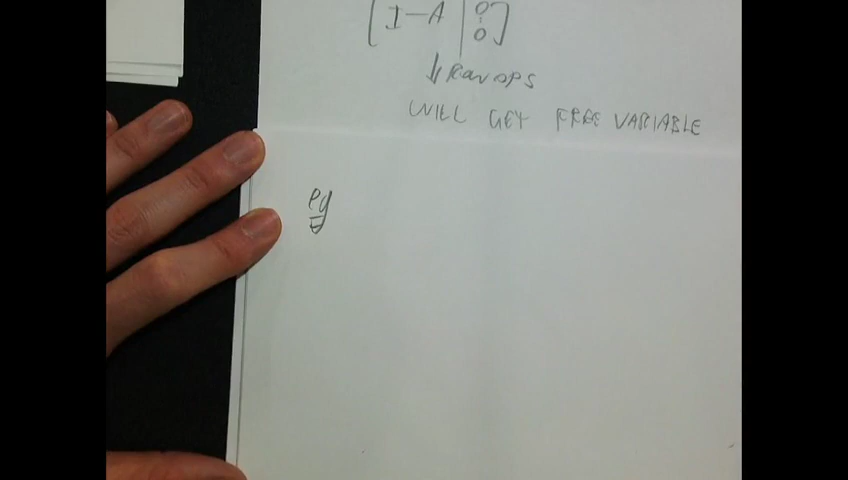 [ I-A | 0
: 
0 ]
↓ ROW OPS
WILL GET FREE VARIABLE
eg